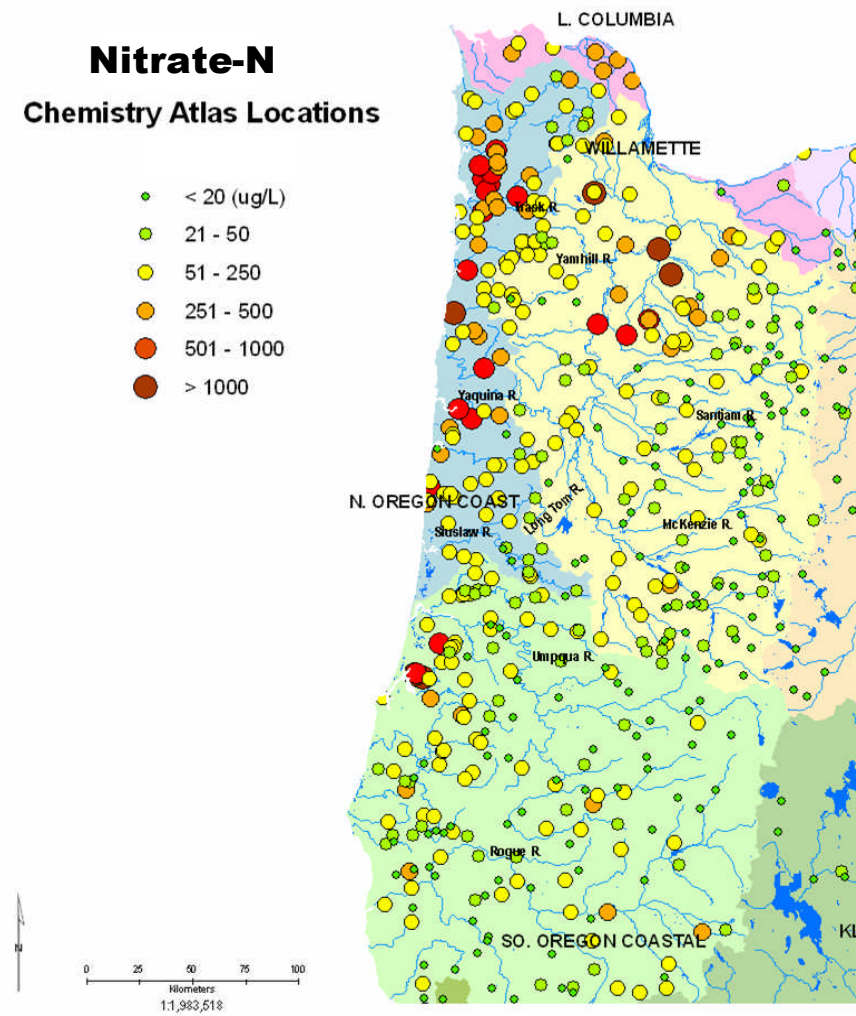 L. COLUMBIA
Nitrate-N
Chemistry Atlas Locations
WILLAMETTE
< 20 (ug/L)
21 - 50
51 - 250
251 - 500
501 - 1000
> 1000
Trask R.
Yamhill R.
Yaquina R.
Santiam R.
N. OREGON COAST
Long Tom R.
McKenzie R.
Siuslaw R.
Umpqua R.
Rogue R.
SO. OREGON COASTAL
KL
N
0 25 50 75 100
Kilometers
1:1,983,518